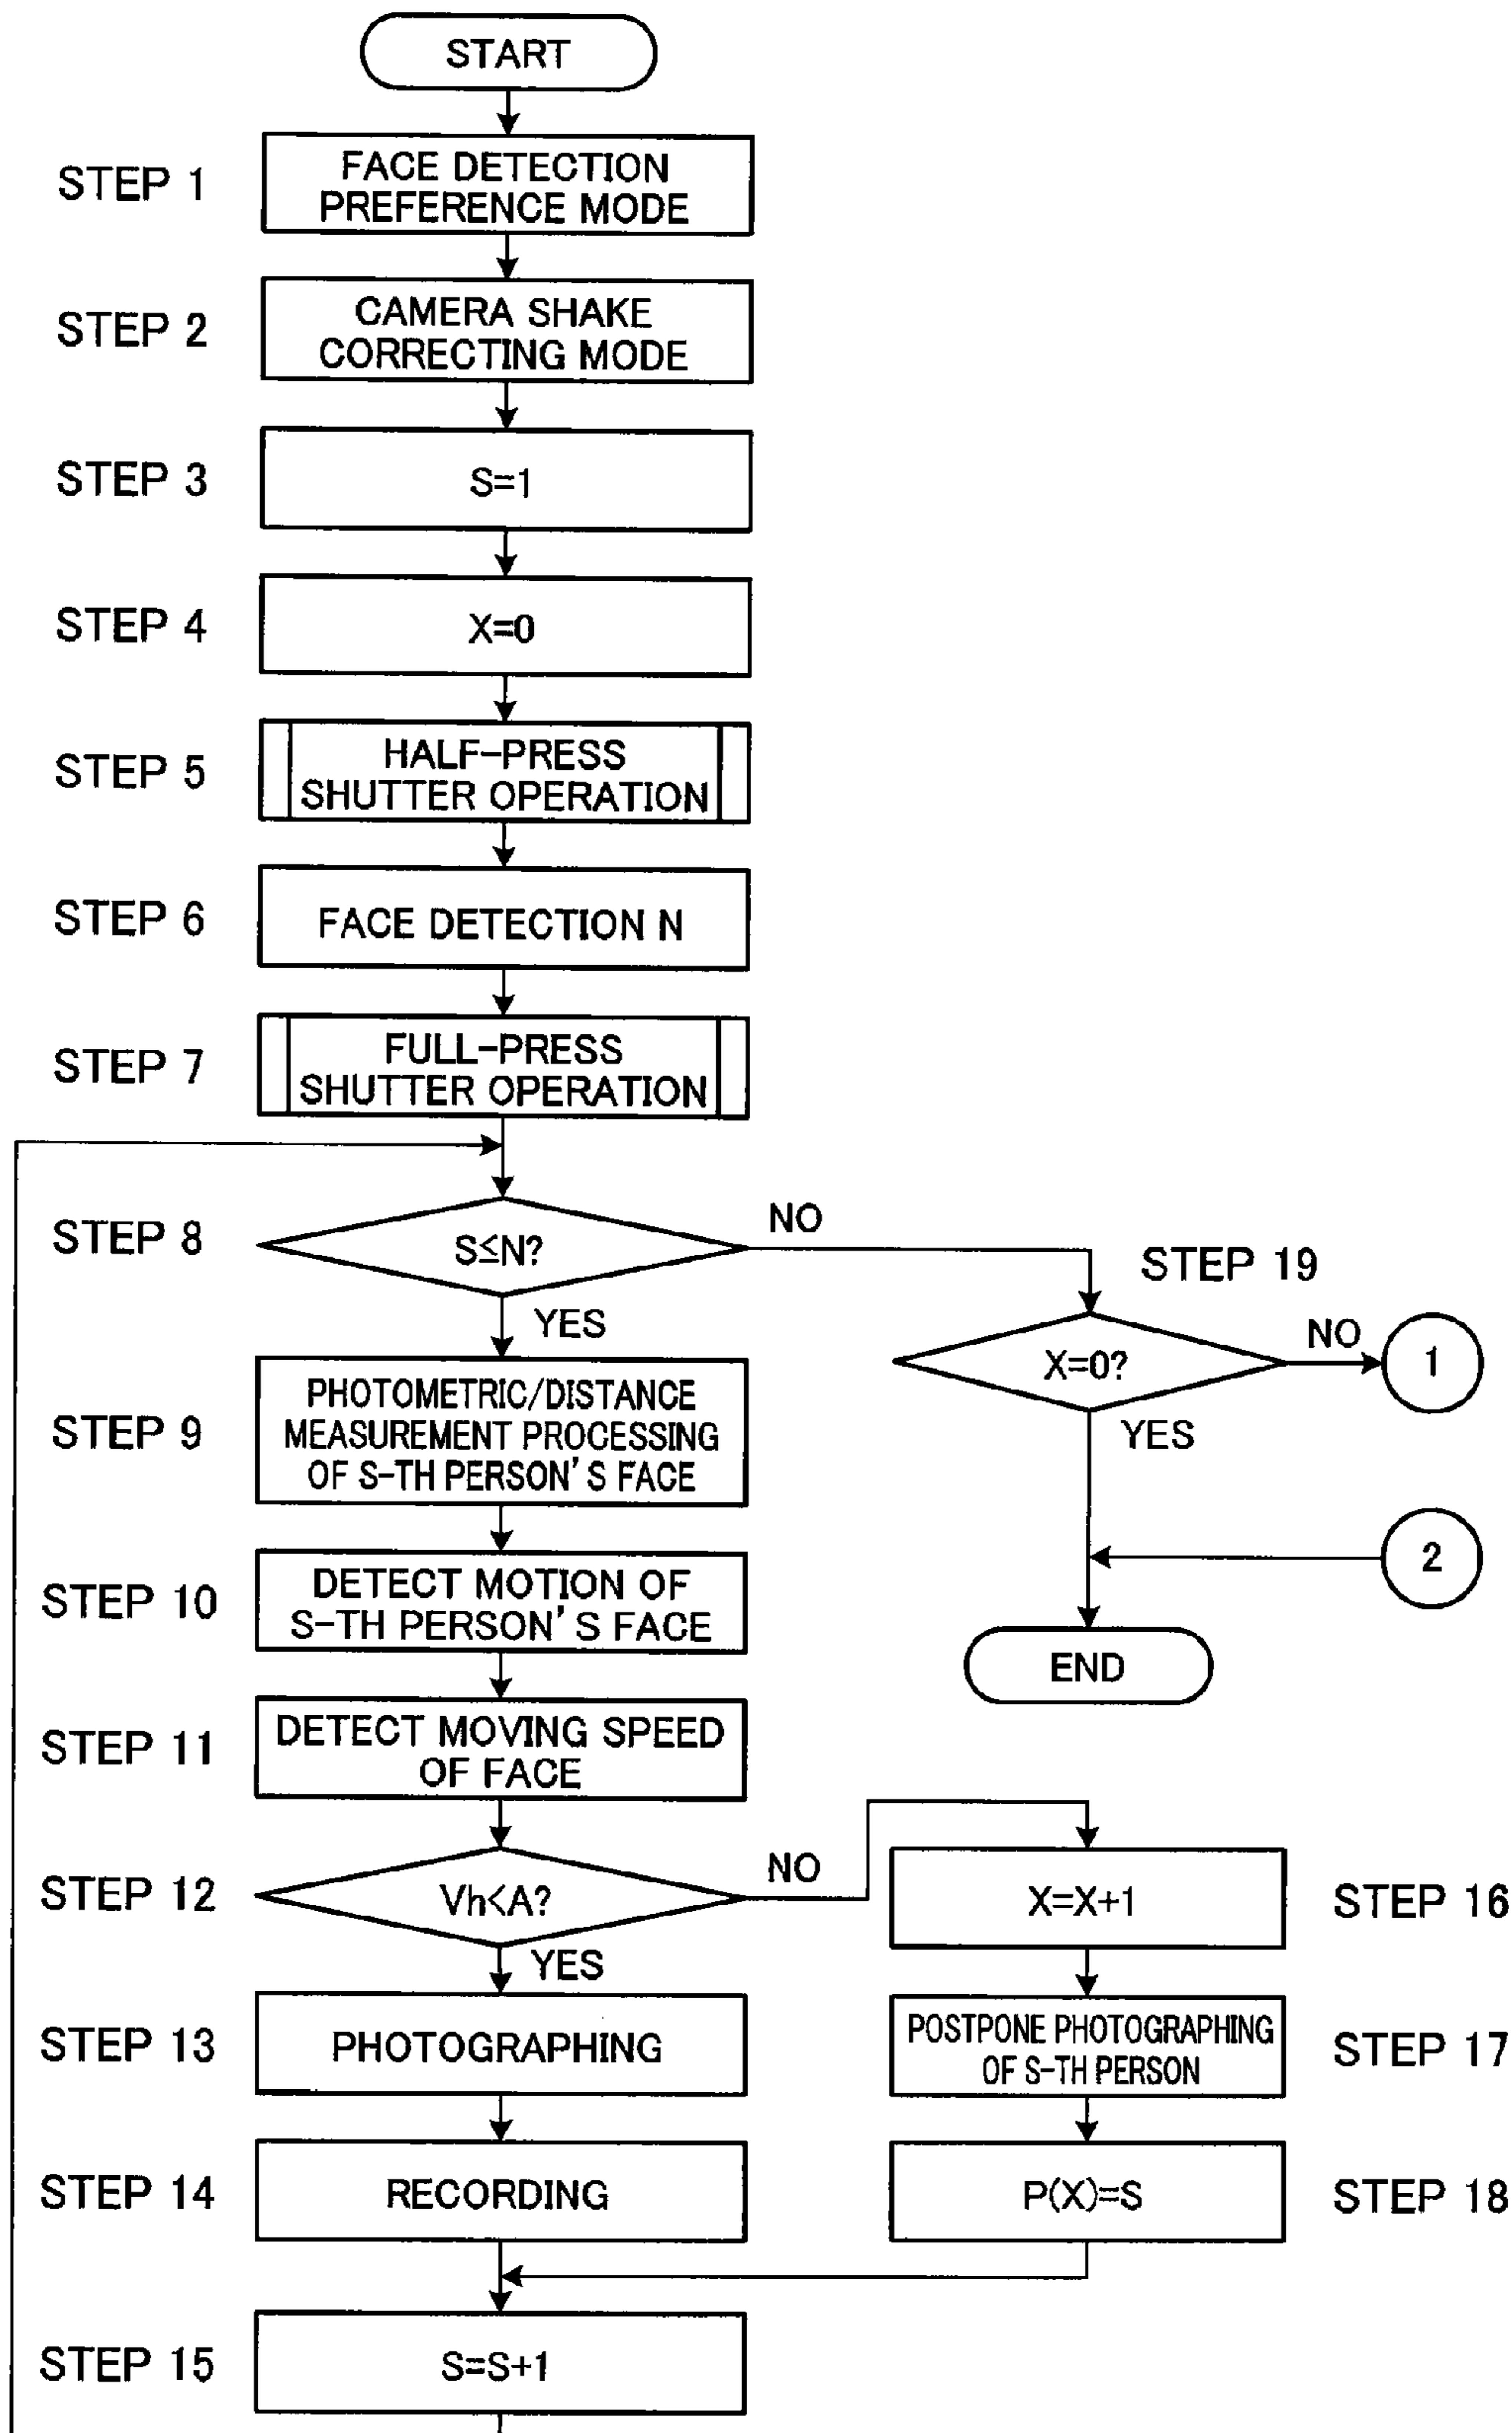 START
STEP 1
FACE DETECTION
PREFERENCE MODE
STEP 2
CAMERA SHAKE
CORRECTING MODE
STEP 3
S=1
STEP 4
X=0
STEP 5
HALF-PRESS
SHUTTER OPERATION
STEP 6
FACE DETECTION N
STEP 7
FULL-PRESS
SHUTTER OPERATION
STEP 8
S≤N?
NO
YES
STEP 19
X=0?
NO
1
YES
2
END
STEP 9
PHOTOMETRIC/DISTANCE
MEASUREMENT PROCESSING
OF S-TH PERSON'S FACE
STEP 10
DETECT MOTION OF
S-TH PERSON'S FACE
STEP 11
DETECT MOVING SPEED
OF FACE
STEP 12
Vh<A?
NO
YES
X=X+1
STEP 16
STEP 13
PHOTOGRAPHING
POSTPONE PHOTOGRAPHING
OF S-TH PERSON
STEP 17
STEP 14
RECORDING
P(X)=S
STEP 18
STEP 15
S=S+1